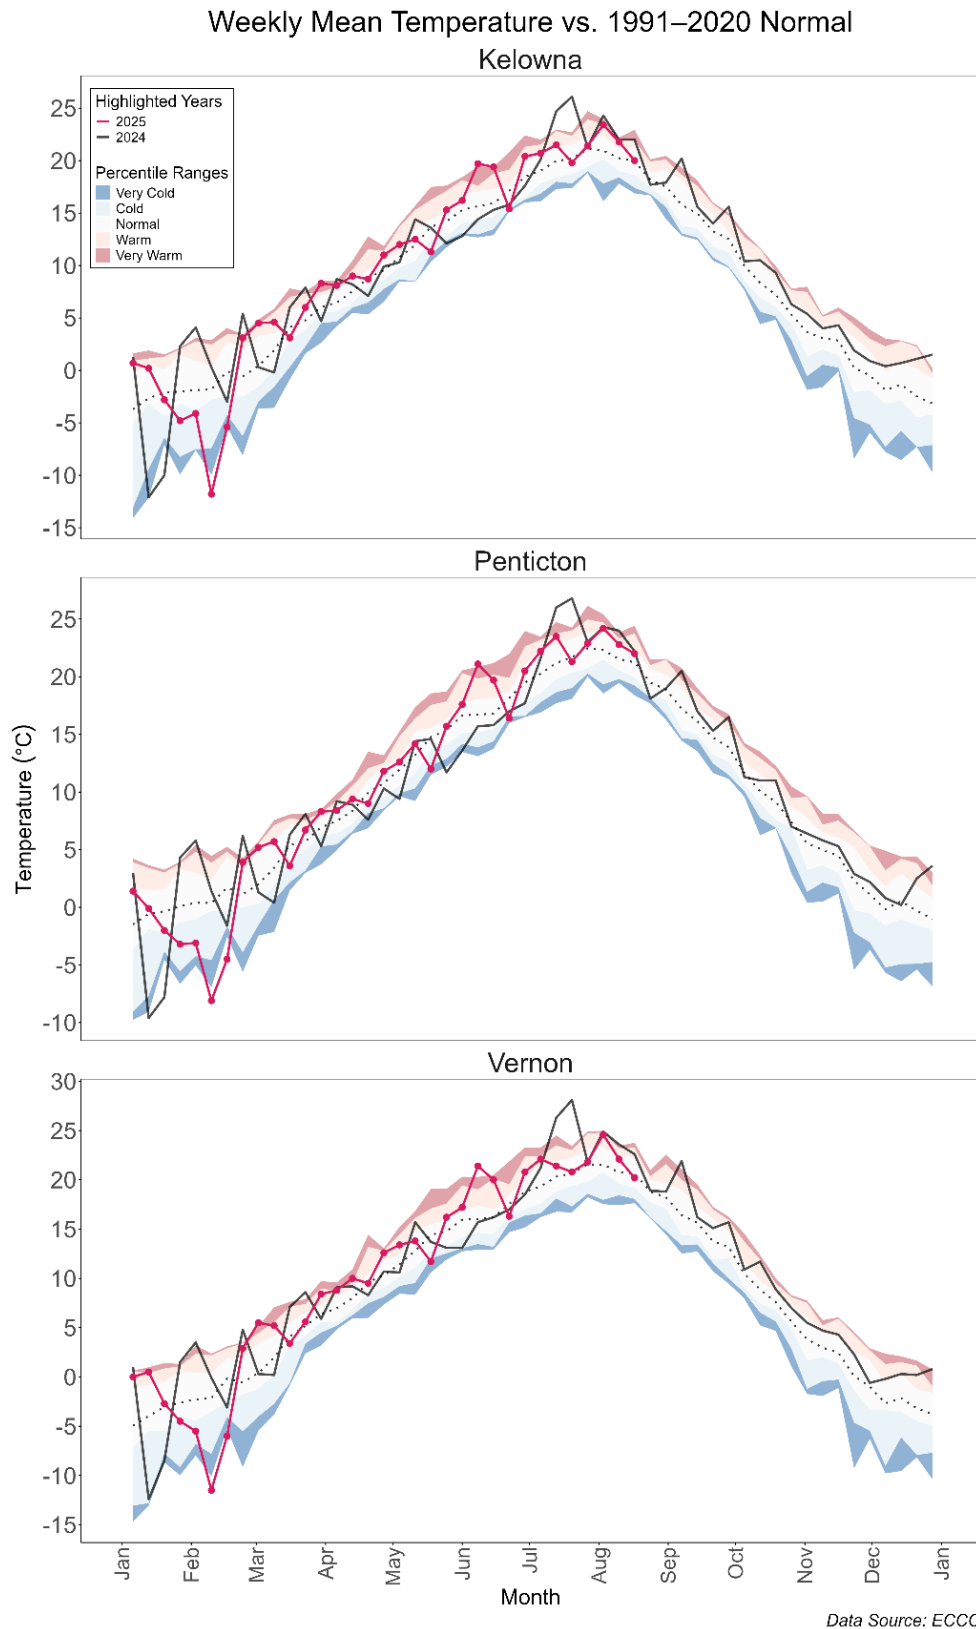 Weekly Mean Temperature vs. 1991–2020 Normal
Kelowna
Highlighted Years
2025
2024
Percentile Ranges
Very Cold
Cold
Normal
Warm
Very Warm
25
20
15
10
5
0
-5
-10
-15
Penticton
25
20
15
10
5
0
-5
-10
Temperature (°C)
Vernon
30
25
20
15
10
5
0
-5
-10
-15
Jan Feb Mar Apr May Jun Jul Aug Sep Oct Nov Dec Jan
Month
Data Source: ECCC